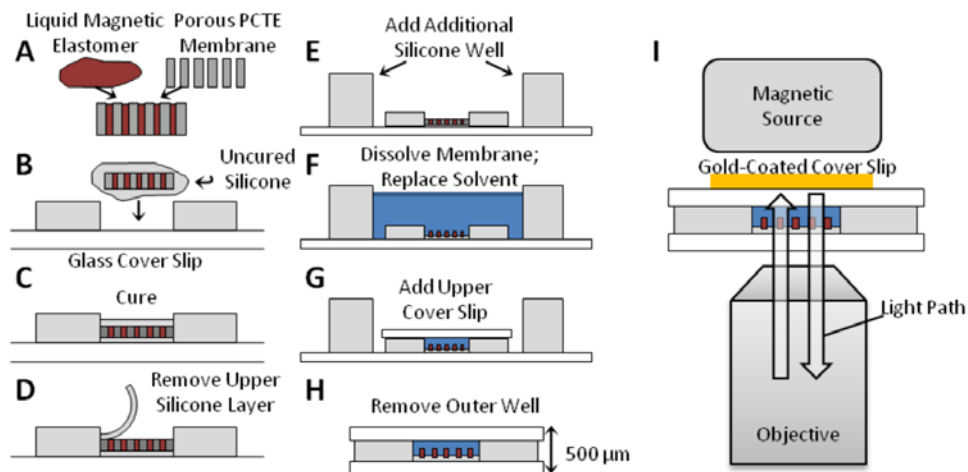 A
Liquid Magnetic
Elastomer
Porous PCTE
Membrane
B
Uncured
Silicone
Glass Cover Slip
C
Cure
D
Remove Upper
Silicone Layer
E
Add Additional
Silicone Well
F
Dissolve Membrane;
Replace Solvent
G
Add Upper
Cover Slip
H
Remove Outer Well
500 µm
I
Magnetic
Source
Gold-Coated Cover Slip
Light Path
Objective